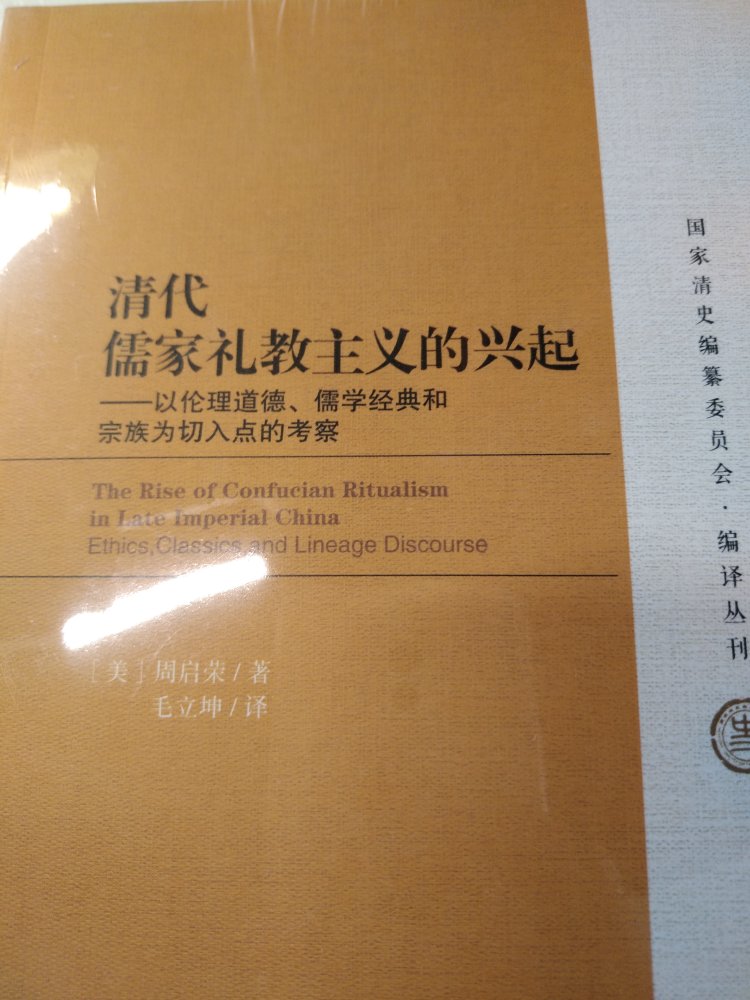 清代
儒家礼教主义的兴起
——以伦理道德、儒学经典和
宗族为切入点的考察
The Rise of Confucian Ritualism
in Late Imperial China
Ethics,Classics,and Lineage Discourse
［美］周启荣/著
毛立坤/译
国家清史编纂委员会·编译丛刊